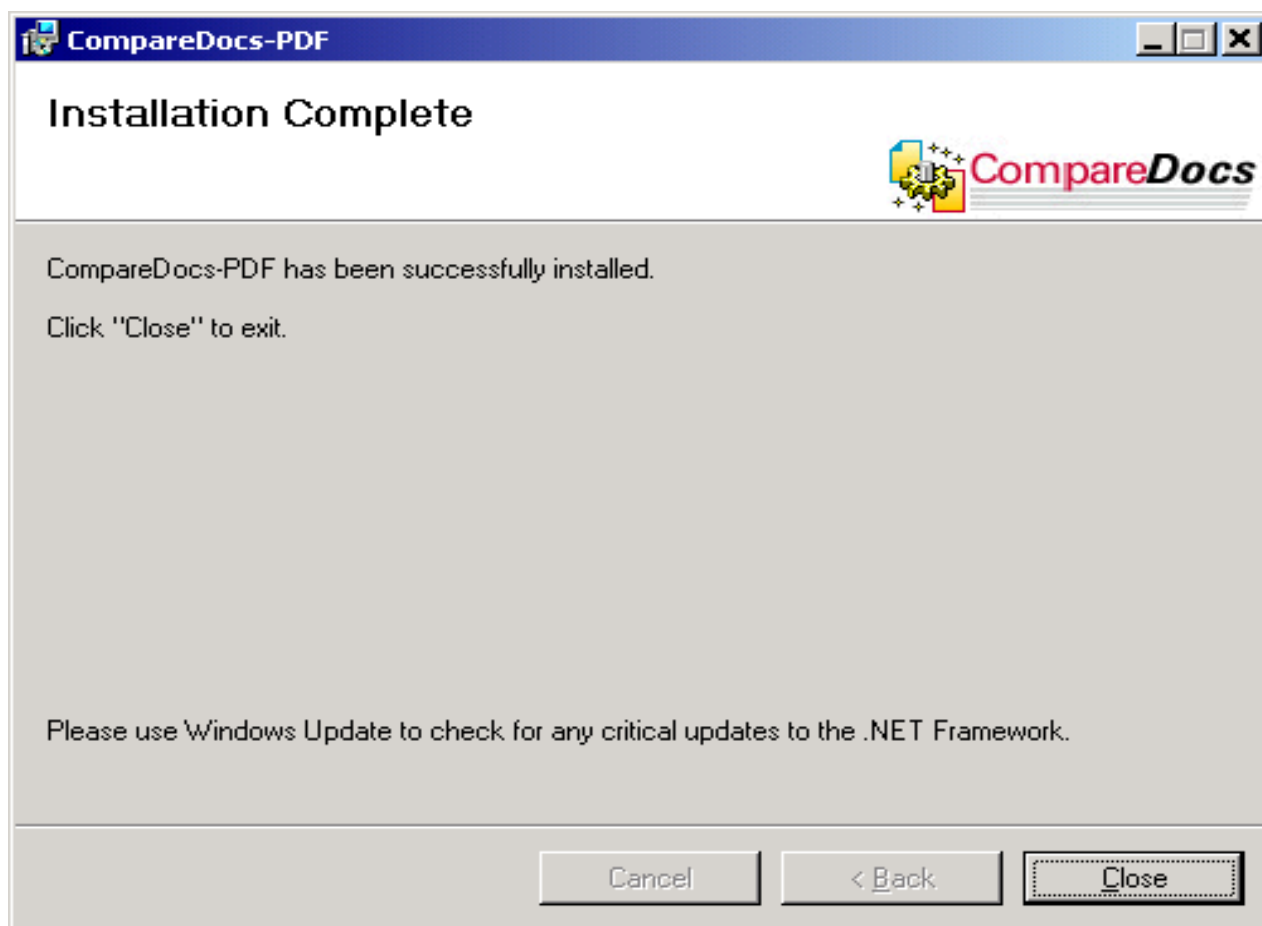 CompareDocs-PDF
Installation Complete
CompareDocs
CompareDocs-PDF has been successfully installed.
Click "Close" to exit.
Please use Windows Update to check for any critical updates to the .NET Framework.
Cancel
< Back
Close